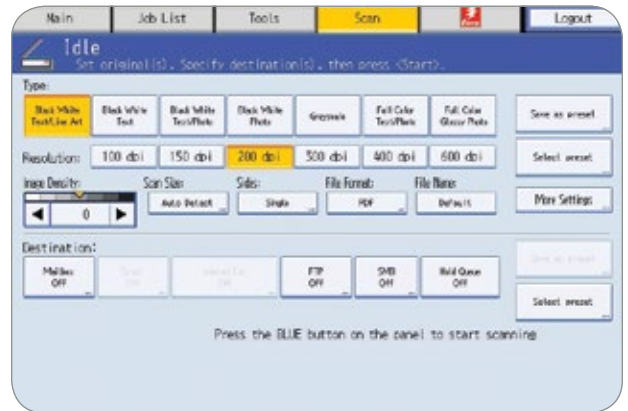 Main Job List Tools Scan Logout
Idle
Set original(s). Specify destination(s). then press <Start>.
Type:
Black White Text/Line Art
Black White Text
Black White Text/Photo
Black White Photo
Greyscale
Full Color Text/Photo
Full Color Glossy Photo
Save as preset
Resolution: 100 dpi 150 dpi 200 dpi 300 dpi 400 dpi 600 dpi Select preset
Image Density: Scan Size: Sides: File Format: File Name:
0 Auto Detect Single PDF Default More Settings
Destination:
Mailbox OFF
FTP OFF
SMB OFF
Hold Queue OFF
Save as preset
Select preset
Press the BLUE button on the panel to start scanning